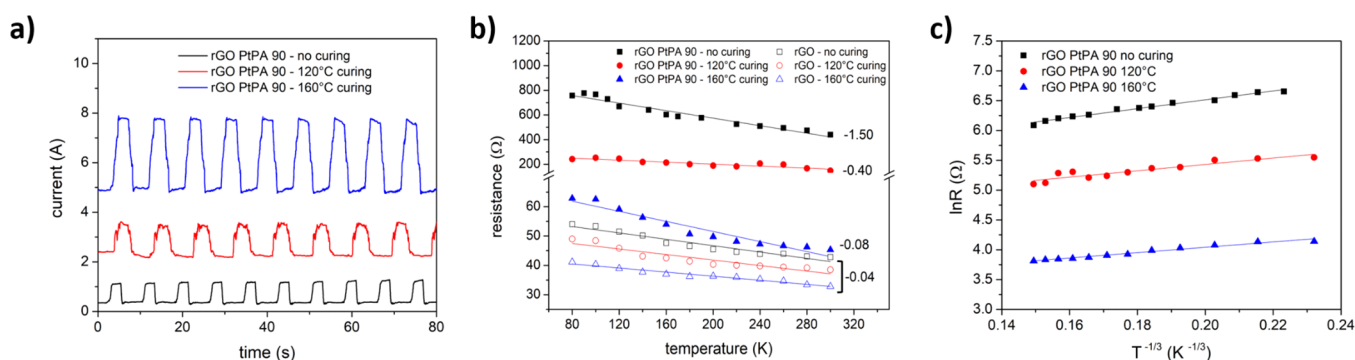 a)
rGO PtPA 90 - no curing
rGO PtPA 90 - 120°C curing
rGO PtPA 90 - 160°C curing
current (A)
10
8
6
4
2
0
0 20 40 60 80
time (s)
b)
rGO PtPA 90 - no curing rGO - no curing
rGO PtPA 90 - 120°C curing rGO - 120°C curing
rGO PtPA 90 - 160°C curing rGO - 160°C curing
resistance (Ω)
1200
1000
800
600
400
200
60
50
40
30
-1.50
-0.40
-0.08
-0.04
80 120 160 200 240 280 320
temperature (K)
c)
rGO PtPA 90 no curing
rGO PtPA 90 120°C
rGO PtPA 90 160°C
lnR (Ω)
7.5
7.0
6.5
6.0
5.5
5.0
4.5
4.0
3.5
3.0
0.14 0.16 0.18 0.20 0.22 0.24
T -1/3 (K -1/3)